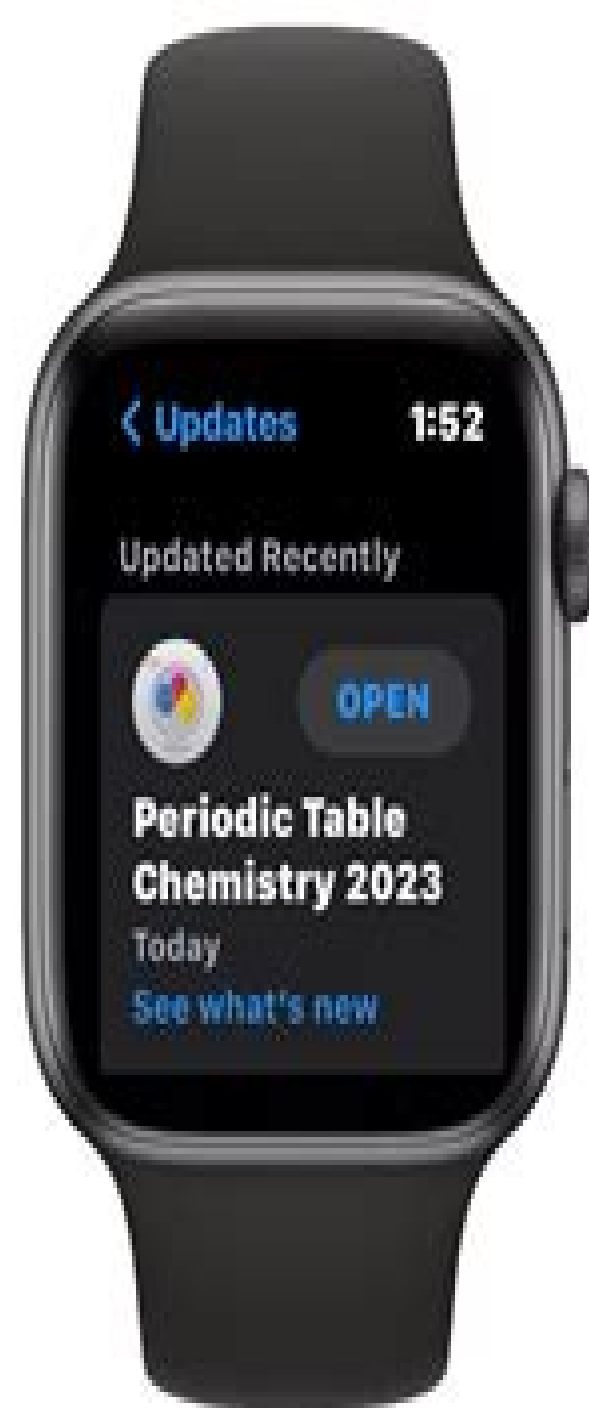 Updates 1:52
Updated Recently
OPEN
Periodic Table
Chemistry 2023
Today
See what's new